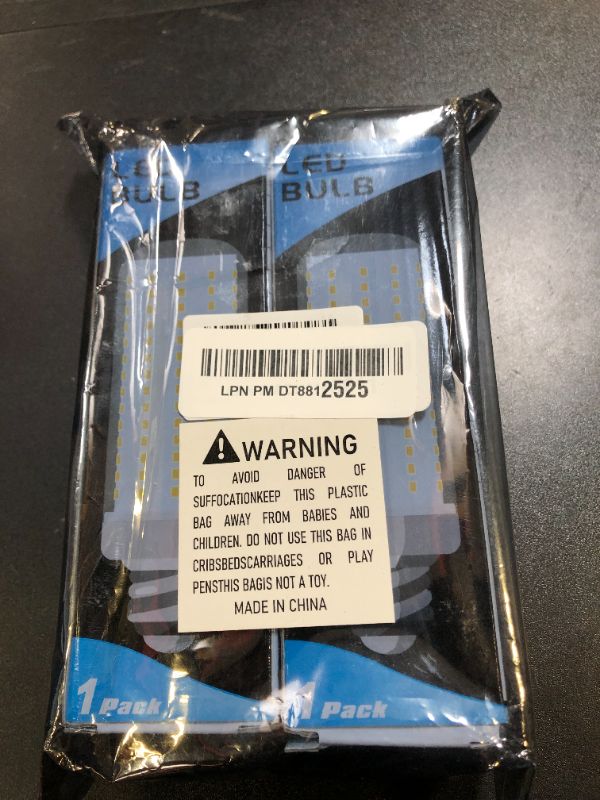 LED
BULB
LED
BULB
LPN PM DT8812525
WARNING
TO AVOID DANGER OF
SUFFOCATIONKEEP THIS PLASTIC
BAG AWAY FROM BABIES AND
CHILDREN. DO NOT USE THIS BAG IN
CRIBSBEDSCARRIAGES OR PLAY
PENSTHIS BAGIS NOT A TOY.
MADE IN CHINA
1 Pack
1 Pack